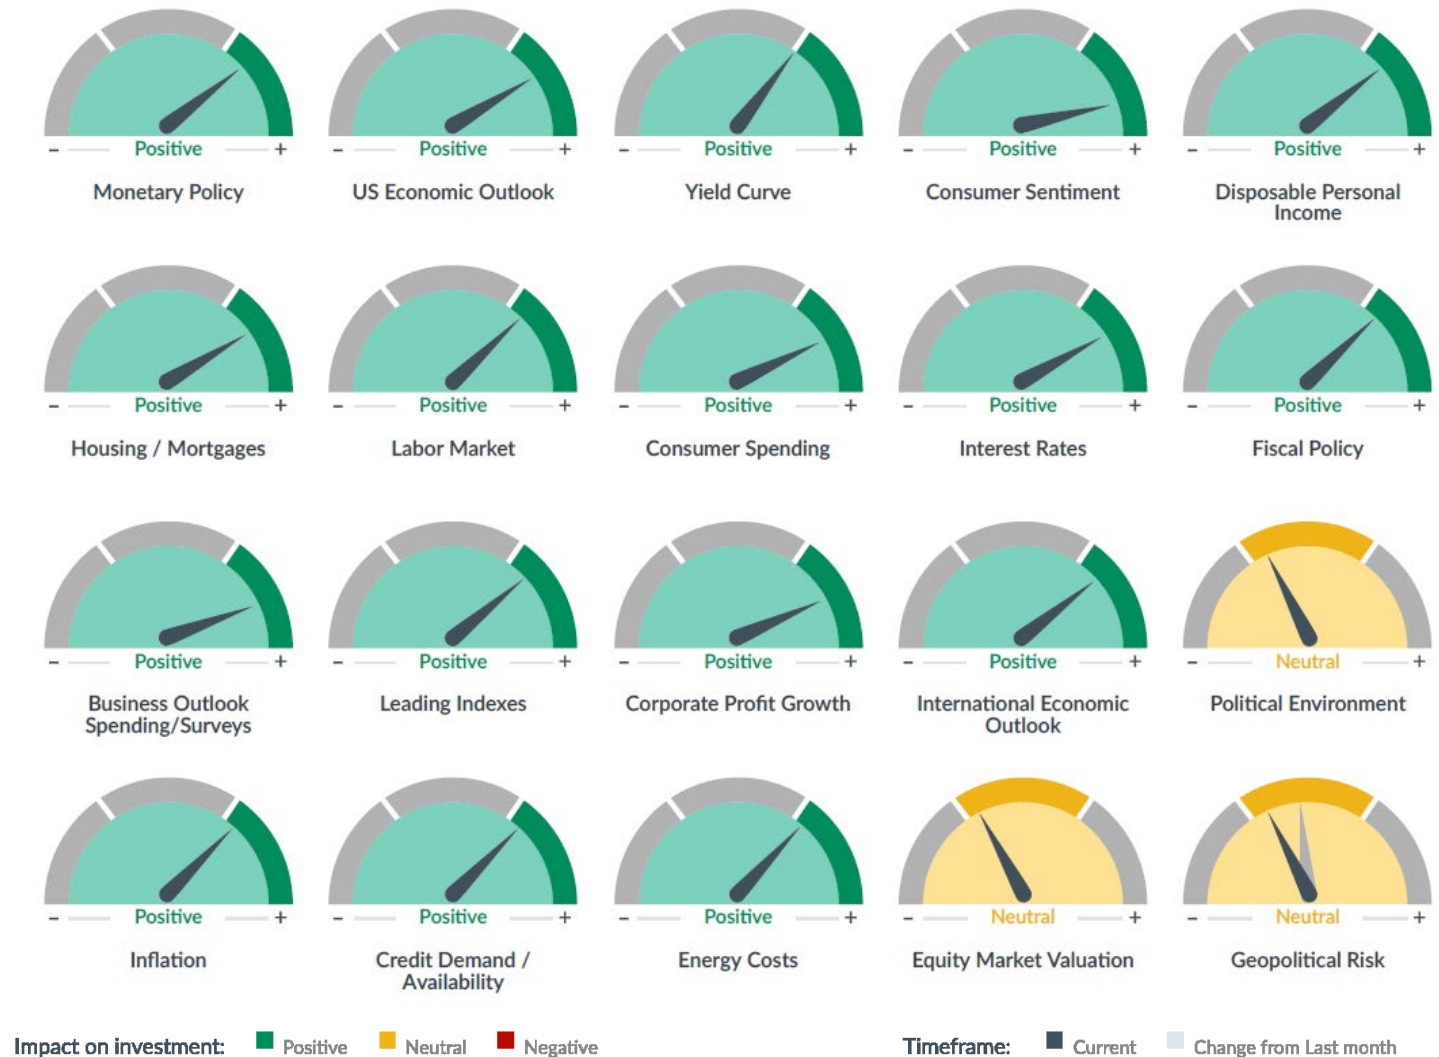 - Positive +
Monetary Policy
- Positive +
US Economic Outlook
- Positive +
Yield Curve
- Positive +
Consumer Sentiment
- Positive +
Disposable Personal
Income
- Positive +
Housing / Mortgages
- Positive +
Labor Market
- Positive +
Consumer Spending
- Positive +
Interest Rates
- Positive +
Fiscal Policy
- Positive +
Business Outlook
Spending/Surveys
- Positive +
Leading Indexes
- Positive +
Corporate Profit Growth
- Positive +
International Economic
Outlook
- Neutral +
Political Environment
- Positive +
Inflation
- Positive +
Credit Demand /
Availability
- Positive +
Energy Costs
- Neutral +
Equity Market Valuation
- Neutral +
Geopolitical Risk
Impact on investment: Positive Neutral Negative
Timeframe: Current Change from Last month